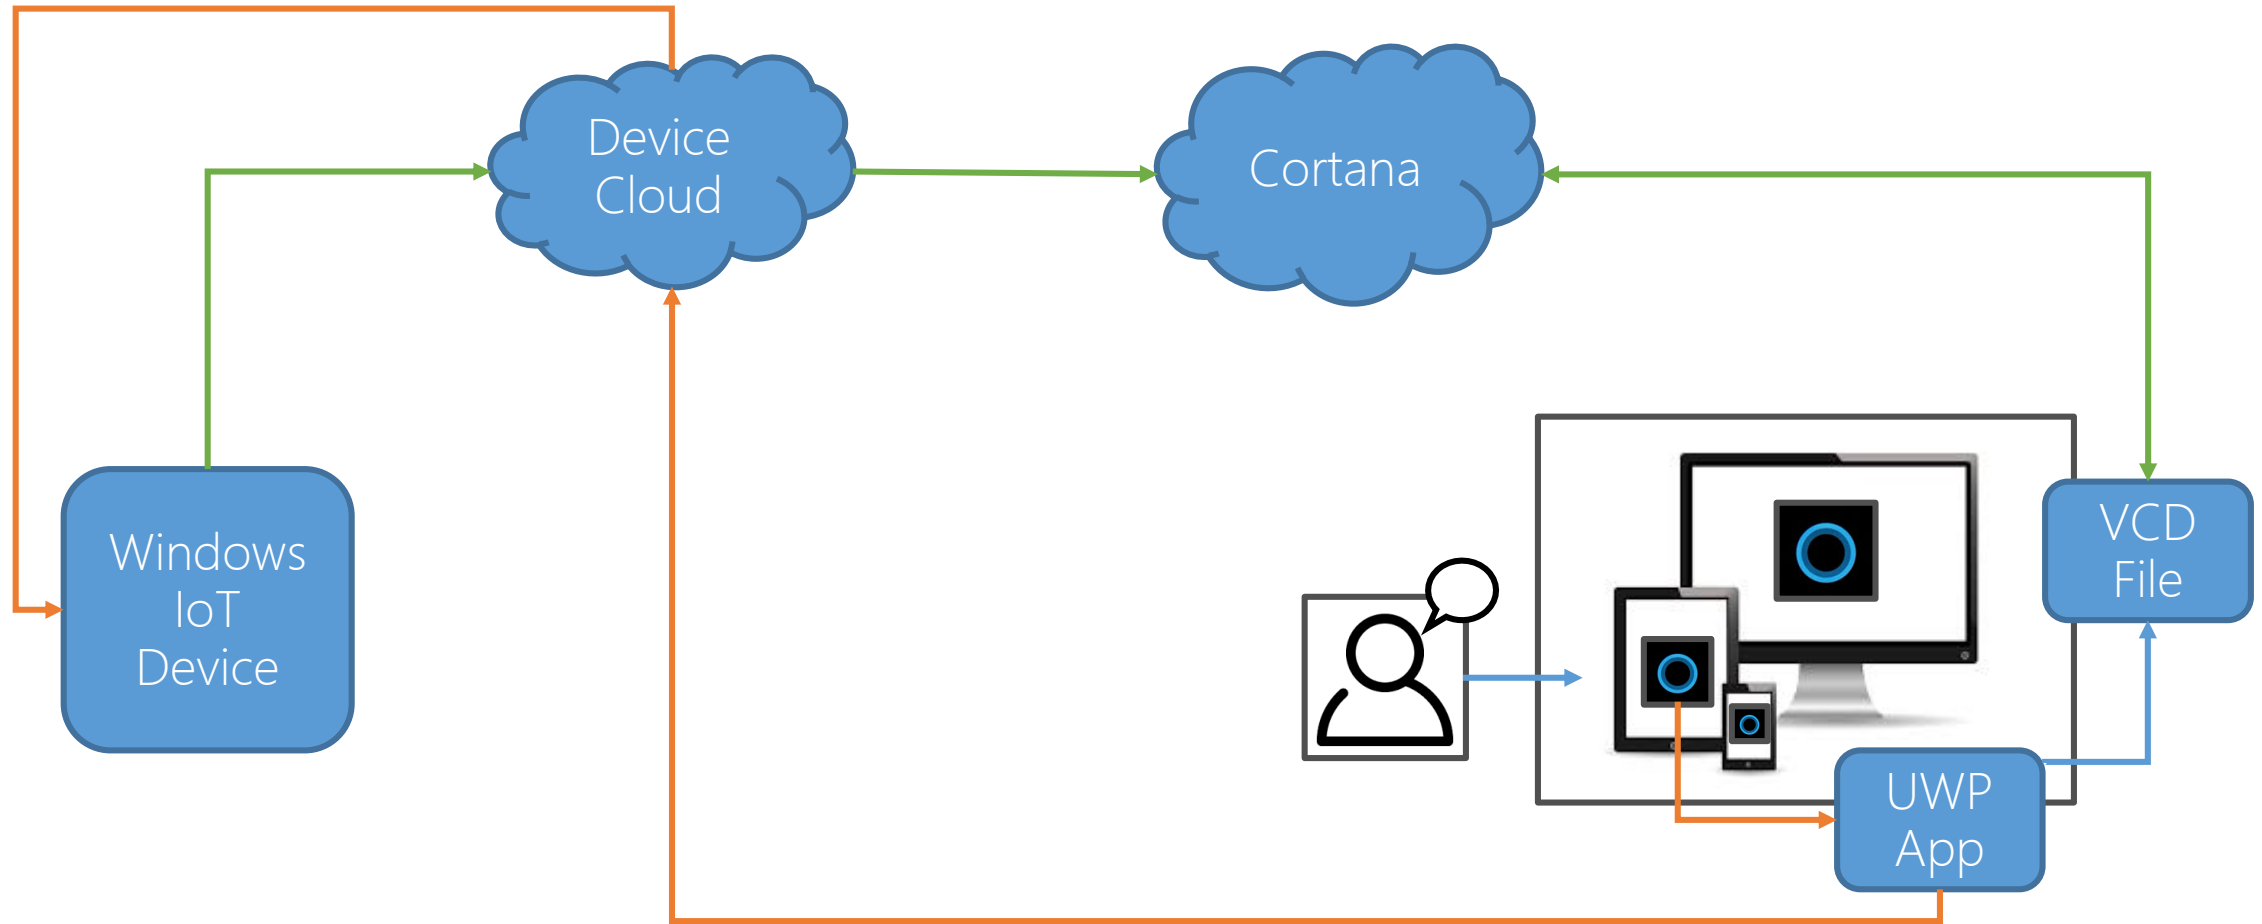 Device
Cloud
Cortana
Windows
IoT
Device
VCD
File
UWP
App